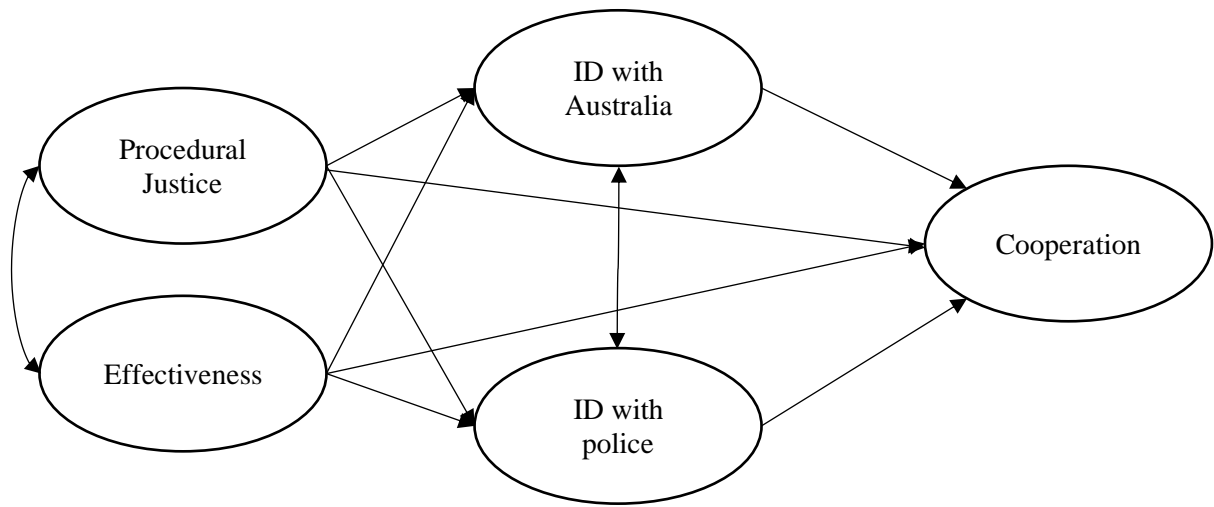 Procedural
Justice
Effectiveness
ID with
Australia
ID with
police
Cooperation